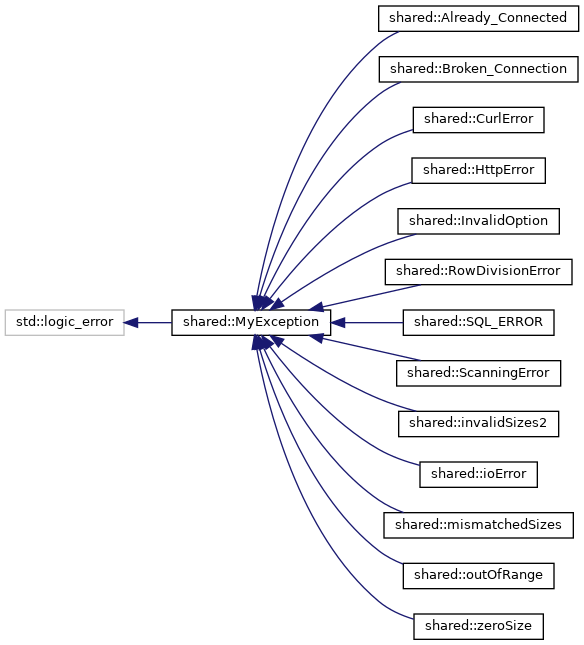 shared::Already_Connected
shared::Broken_Connection
shared::CurlError
shared::HttpError
shared::InvalidOption
shared::RowDivisionError
std::logic_error
shared::MyException
shared::SQL_ERROR
shared::ScanningError
shared::invalidSizes2
shared::ioError
shared::mismatchedSizes
shared::outOfRange
shared::zeroSize